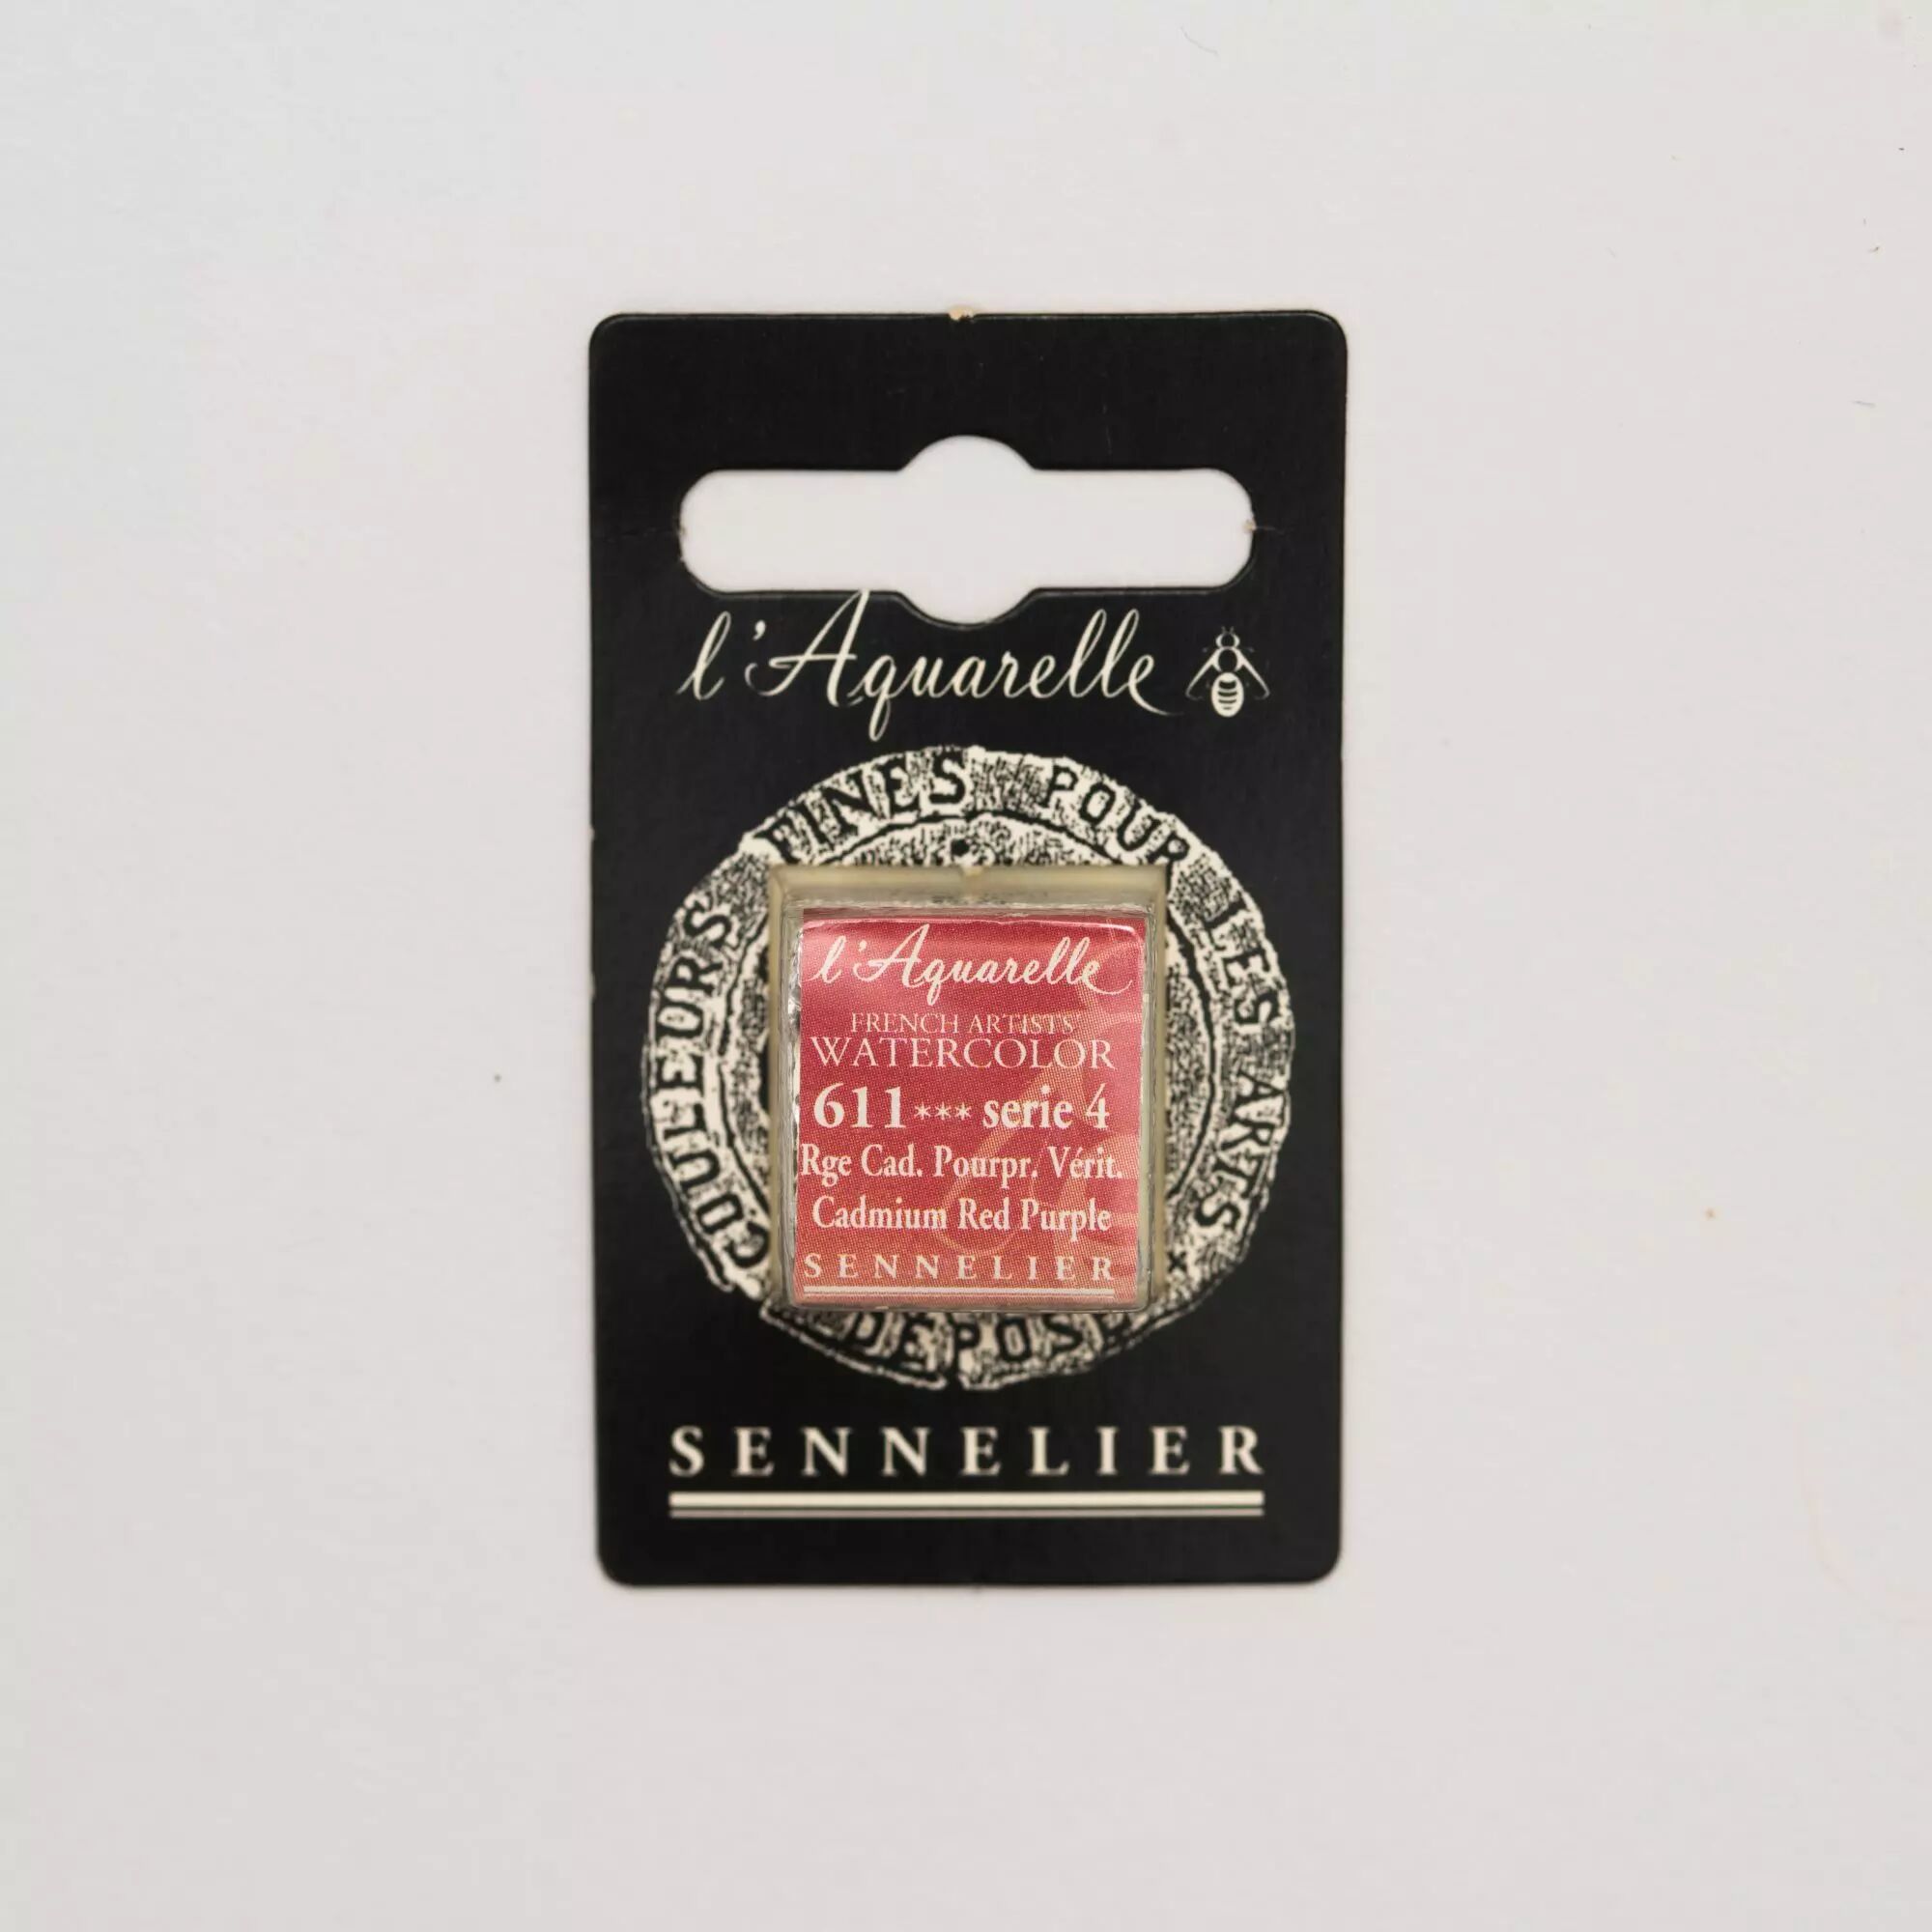 l'Aquarelle
COULEURS FINES POUR LES ARTS
DÉPOSÉ
l'Aquarelle
FRENCH ARTISTS'
WATERCOLOR
611*** serie 4
Rge Cad. Pourpr. Vérit.
Cadmium Red Purple
SENNELIER
SENNELIER